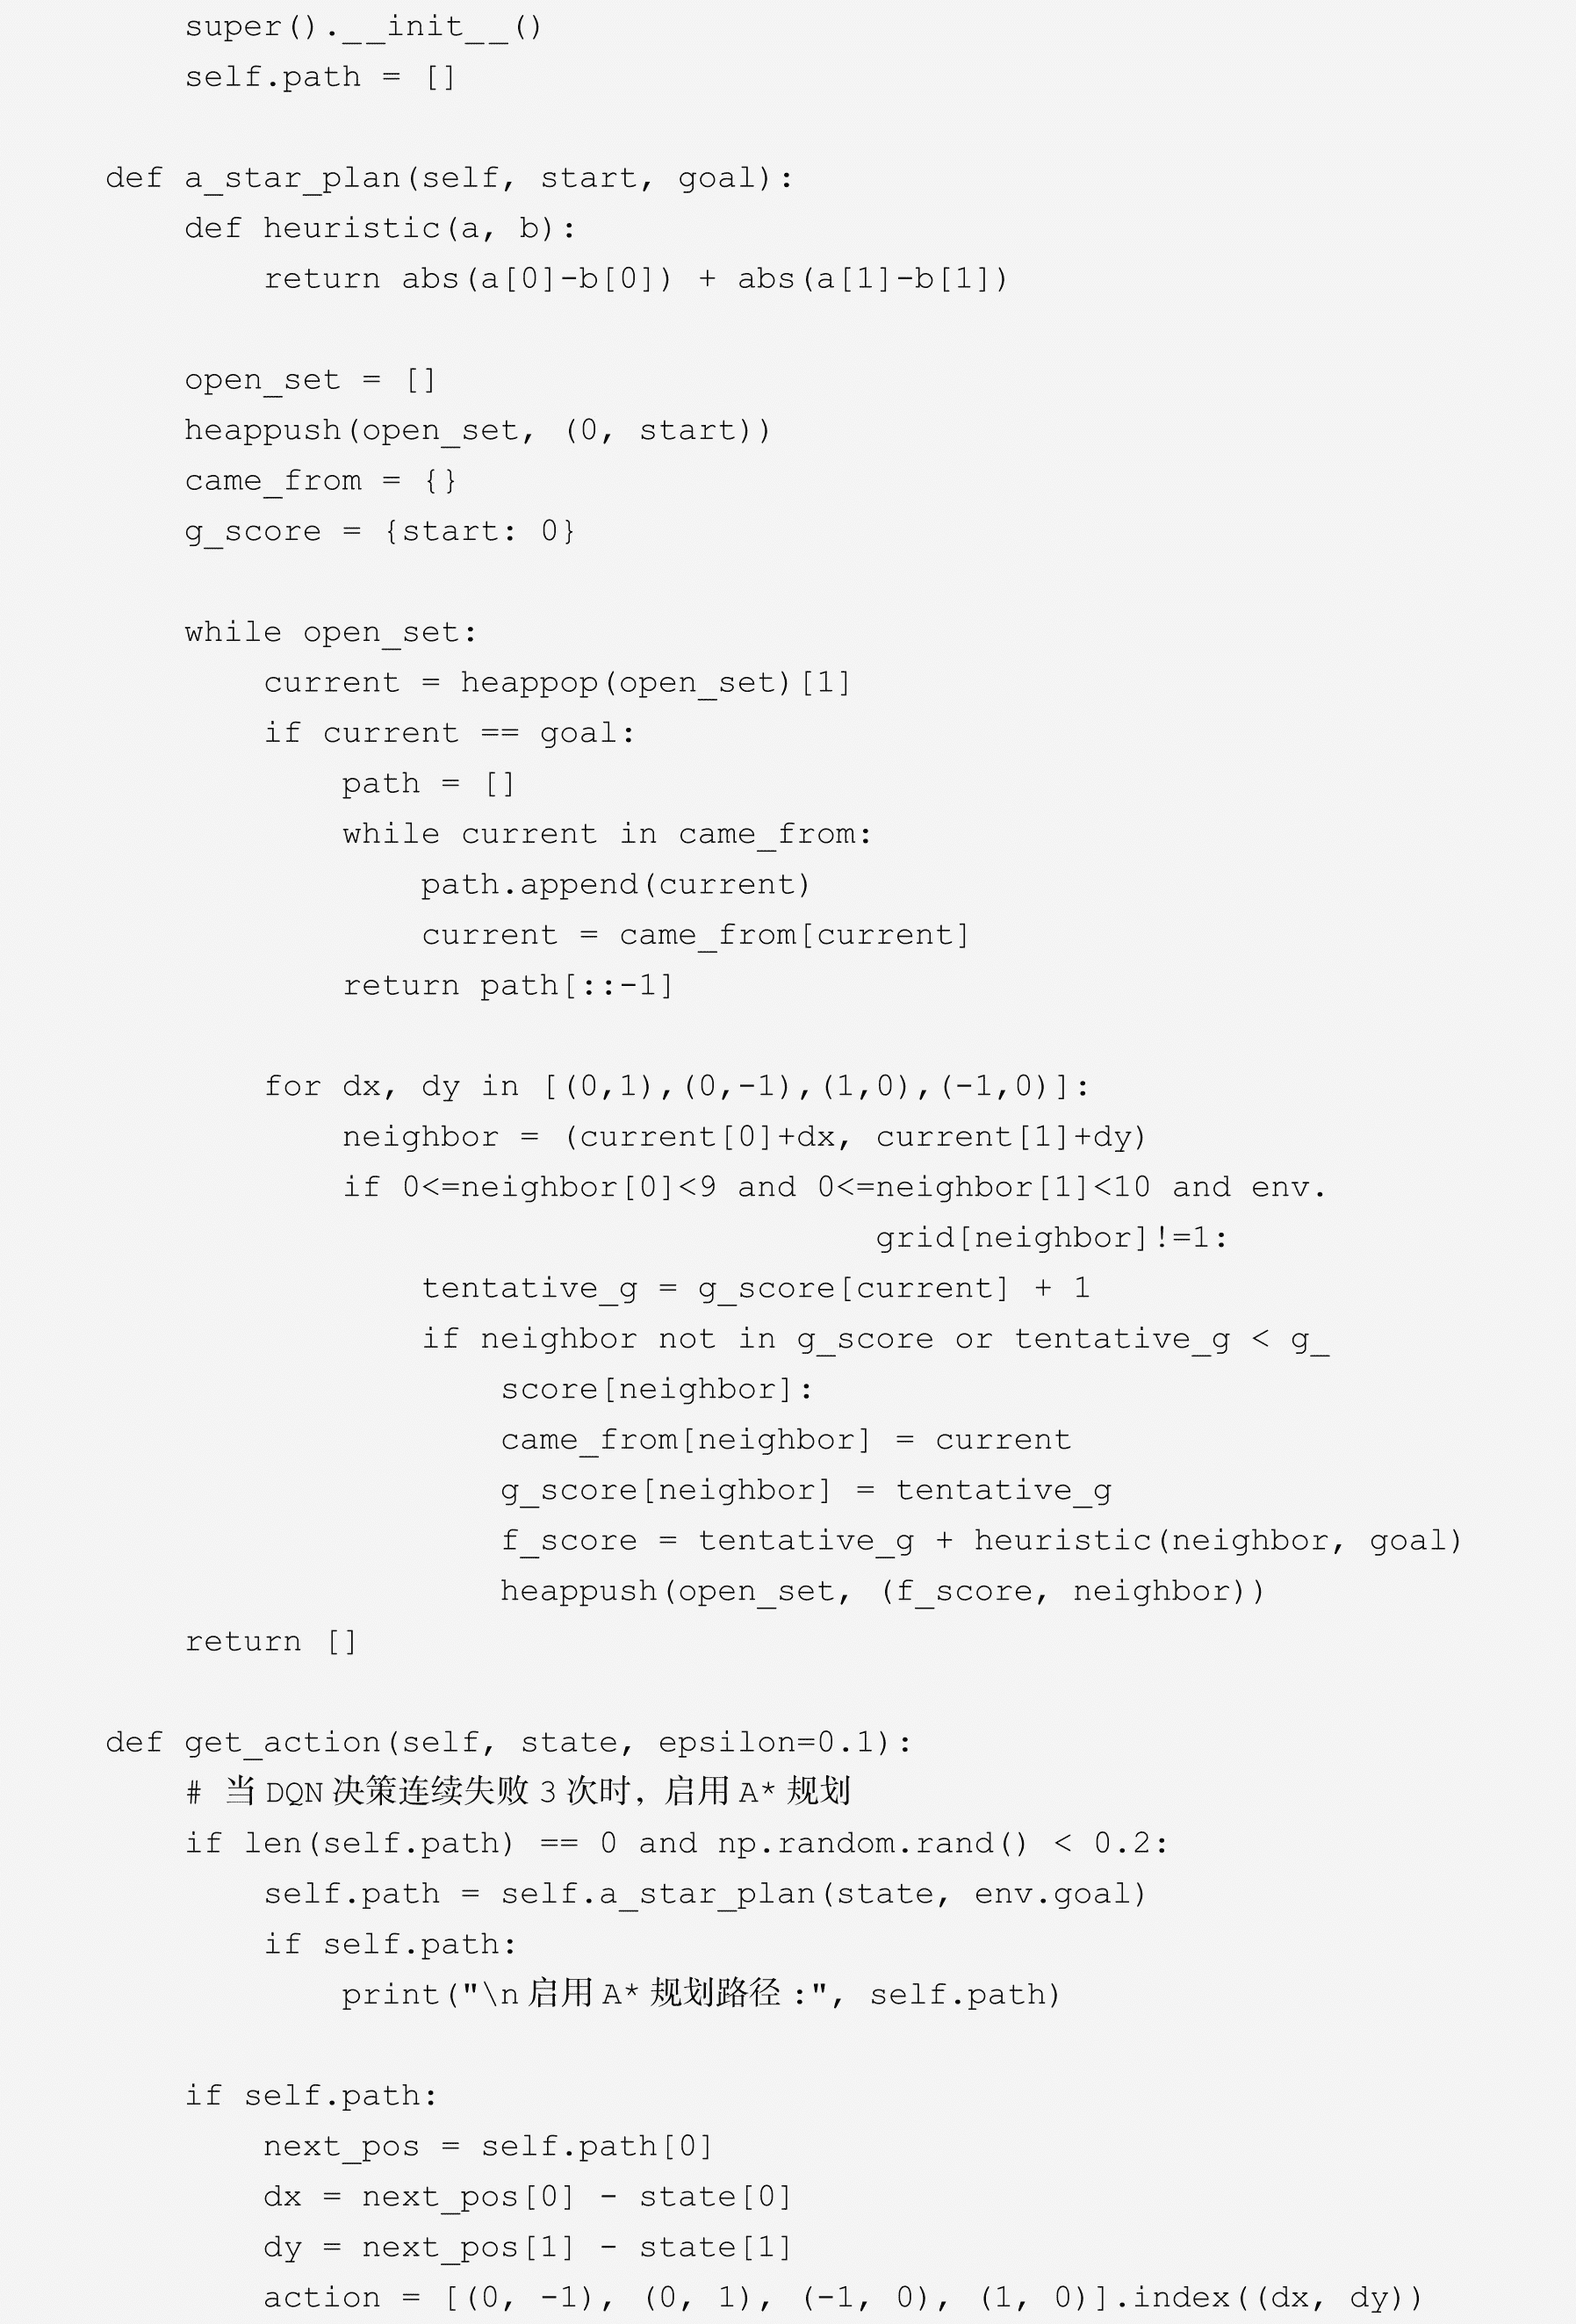 super().__init__()
        self.path = []

    def a_star_plan(self, start, goal):
        def heuristic(a, b):
            return abs(a[0]-b[0]) + abs(a[1]-b[1])

        open_set = []
        heappush(open_set, (0, start))
        came_from = {}
        g_score = {start: 0}

        while open_set:
            current = heappop(open_set)[1]
            if current == goal:
                path = []
                while current in came_from:
                    path.append(current)
                    current = came_from[current]
                return path[::-1]

            for dx, dy in [(0,1),(0,-1),(1,0),(-1,0)]:
                neighbor = (current[0]+dx, current[1]+dy)
                if 0<=neighbor[0]<9 and 0<=neighbor[1]<10 and env.
                                           grid[neighbor]!=1:
                    tentative_g = g_score[current] + 1
                    if neighbor not in g_score or tentative_g < g_
                        score[neighbor]:
                        came_from[neighbor] = current
                        g_score[neighbor] = tentative_g
                        f_score = tentative_g + heuristic(neighbor, goal)
                        heappush(open_set, (f_score, neighbor))
        return []

    def get_action(self, state, epsilon=0.1):
        # 当 DQN 决策连续失败 3 次时，启用 A* 规划
        if len(self.path) == 0 and np.random.rand() < 0.2:
            self.path = self.a_star_plan(state, env.goal)
            if self.path:
                print("\n 启用 A* 规划路径 :", self.path)

        if self.path:
            next_pos = self.path[0]
            dx = next_pos[0] - state[0]
            dy = next_pos[1] - state[1]
            action = [(0, -1), (0, 1), (-1, 0), (1, 0)].index((dx, dy))